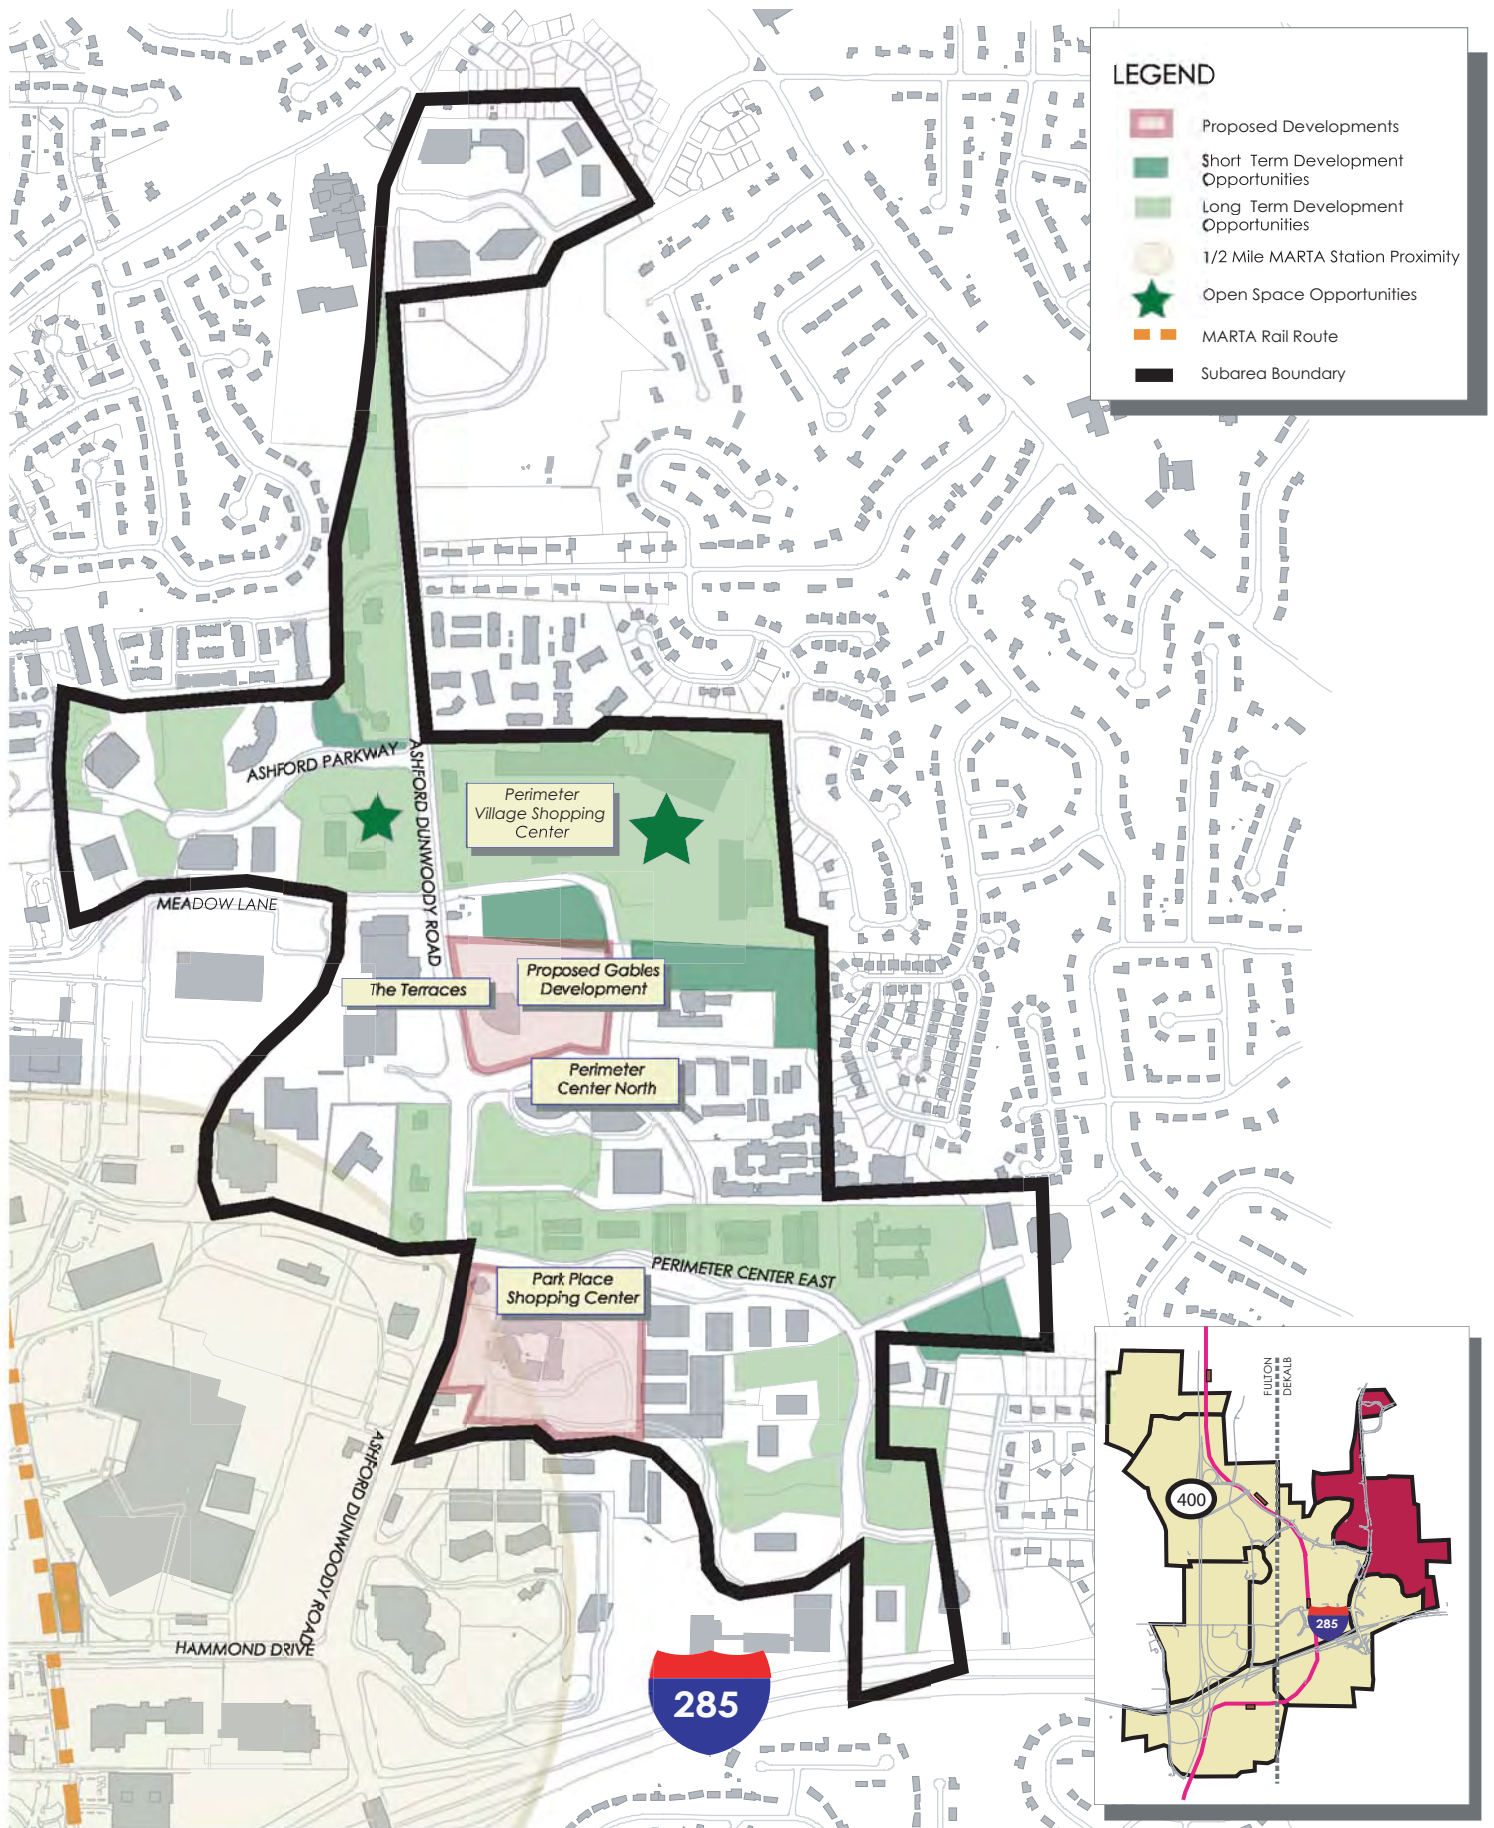 LEGEND
Proposed Developments
Short Term Development
Opportunities
Long Term Development
Opportunities
1/2 Mile MARTA Station Proximity
Open Space Opportunities
MARTA Rail Route
Subarea Boundary
ASHFORD PARKWAY
ASHFORD DUNWOODY ROAD
Perimeter
Village Shopping
Center
MEADOW LANE
The Terraces
Proposed Gables
Development
Perimeter
Center North
PERIMETER CENTER EAST
Park Place
Shopping Center
ASHFORD DUNWOODY ROAD
HAMMOND DRIVE
285
FULTON
DEKALB
400
285